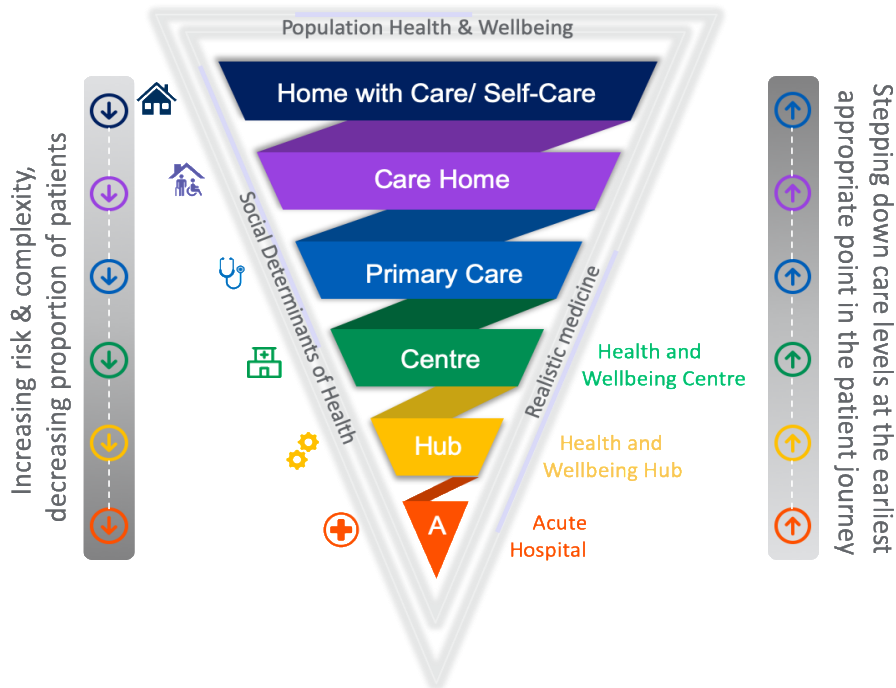 Population Health & Wellbeing
Increasing risk & complexity,
decreasing proportion of patients
Home with Care/ Self-Care
Care Home
Primary Care
Centre
Hub
A
Social Determinants of Health
Realistic medicine
Health and
Wellbeing Centre
Health and
Wellbeing Hub
Acute
Hospital
Stepping down care levels at the earliest
appropriate point in the patient journey